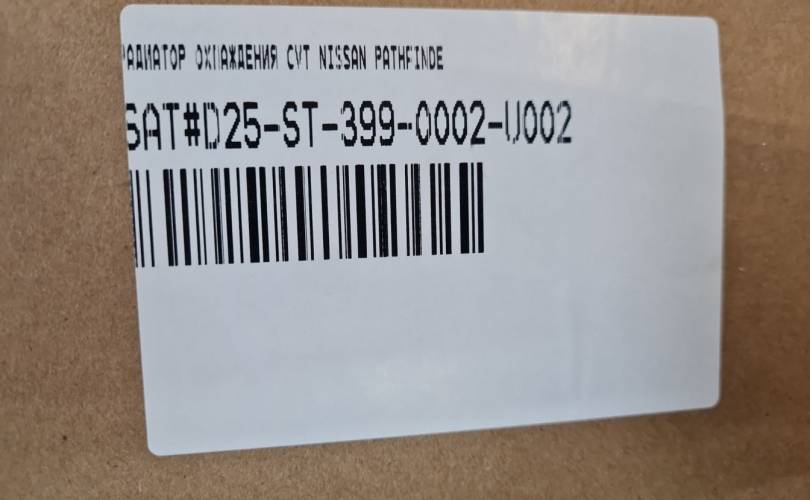 РАДИАТОР ОХЛАЖДЕНИЯ CVT NISSAN PATHFINDE
SAT#D25-ST-399-0002-U002